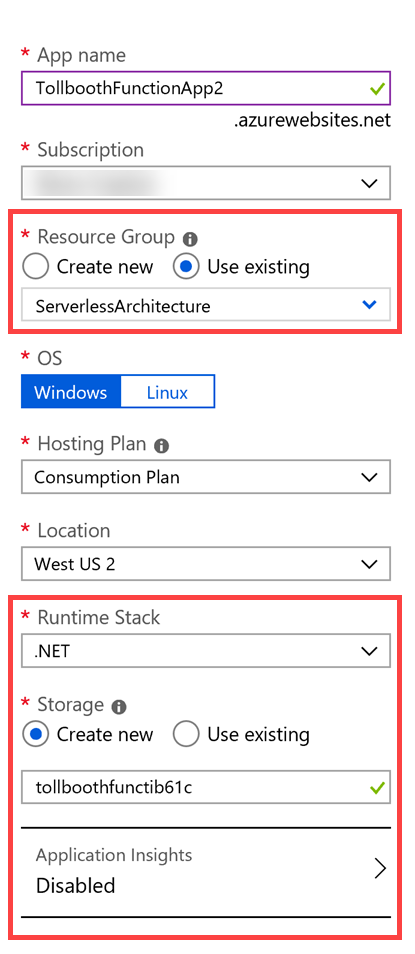 * App name
TollboothFunctionApp2
.azurewebsites.net
* Subscription
* Resource Group
Create new Use existing
ServerlessArchitecture
* OS
Windows Linux
* Hosting Plan
Consumption Plan
* Location
West US 2
* Runtime Stack
.NET
* Storage
Create new Use existing
tollboothfunctib61c
Application Insights
Disabled